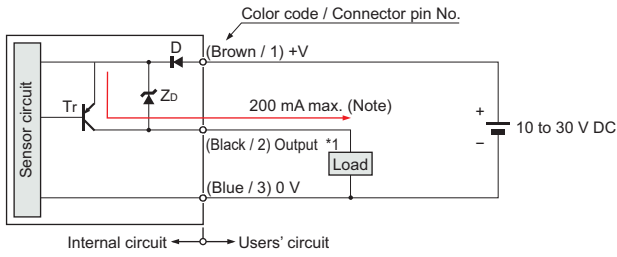 Color code / Connector pin No.
D
(Brown / 1) +V
Sensor circuit
Tr
ZD
200 mA max. (Note)
+
10 to 30 V DC
−
(Black / 2) Output *1
Load
(Blue / 3) 0 V
Internal circuit
Users' circuit